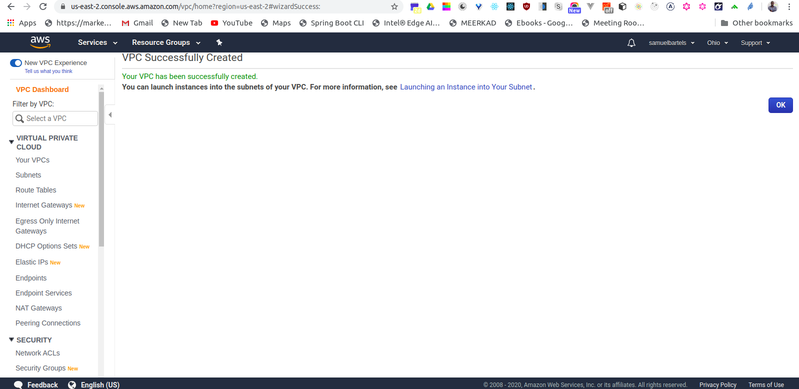 us-east-2.console.aws.amazon.com/vpc/home?region=us-east-2#wizardSuccess:
Apps https://marke... Gmail New Tab YouTube Maps Spring Boot CLI Intel® Edge AI... MEERKAD Ebooks - Goog... Meeting Roo... Other bookmarks
aws Services Resource Groups samuelbartels Ohio Support
New VPC Experience
Tell us what you think
VPC Dashboard
Filter by VPC:
Select a VPC
VIRTUAL PRIVATE
CLOUD
Your VPCs
Subnets
Route Tables
Internet Gateways New
Egress Only Internet
Gateways
DHCP Options Sets New
Elastic IPs New
Endpoints
Endpoint Services
NAT Gateways
Peering Connections
SECURITY
Network ACLs
Security Groups New
VPC Successfully Created
Your VPC has been successfully created.
You can launch instances into the subnets of your VPC. For more information, see Launching an Instance into Your Subnet.
OK
Feedback English (US) © 2008 - 2020, Amazon Web Services, Inc. or its affiliates. All rights reserved. Privacy Policy Terms of Use